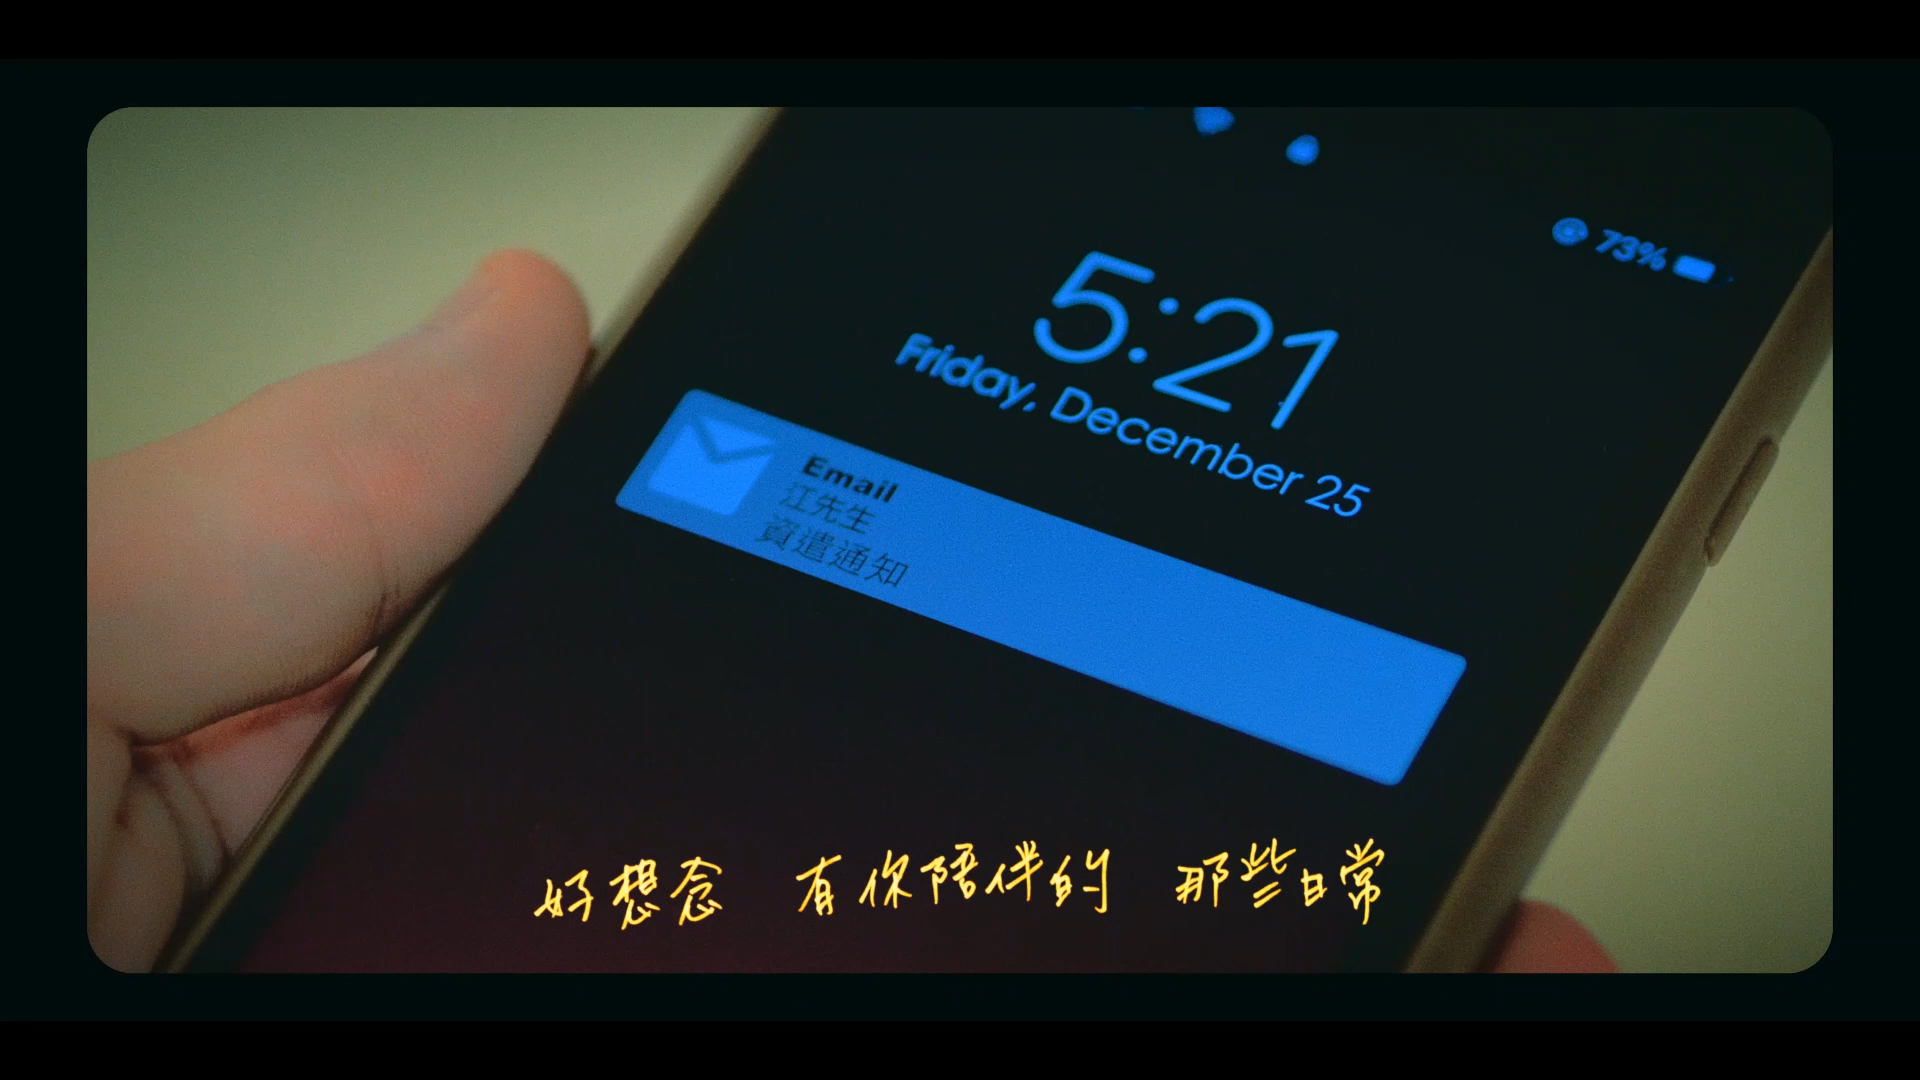 73%
5:21
Friday, December 25
Email
江先生
資遣通知
好想念 有你陪伴的 那些日常